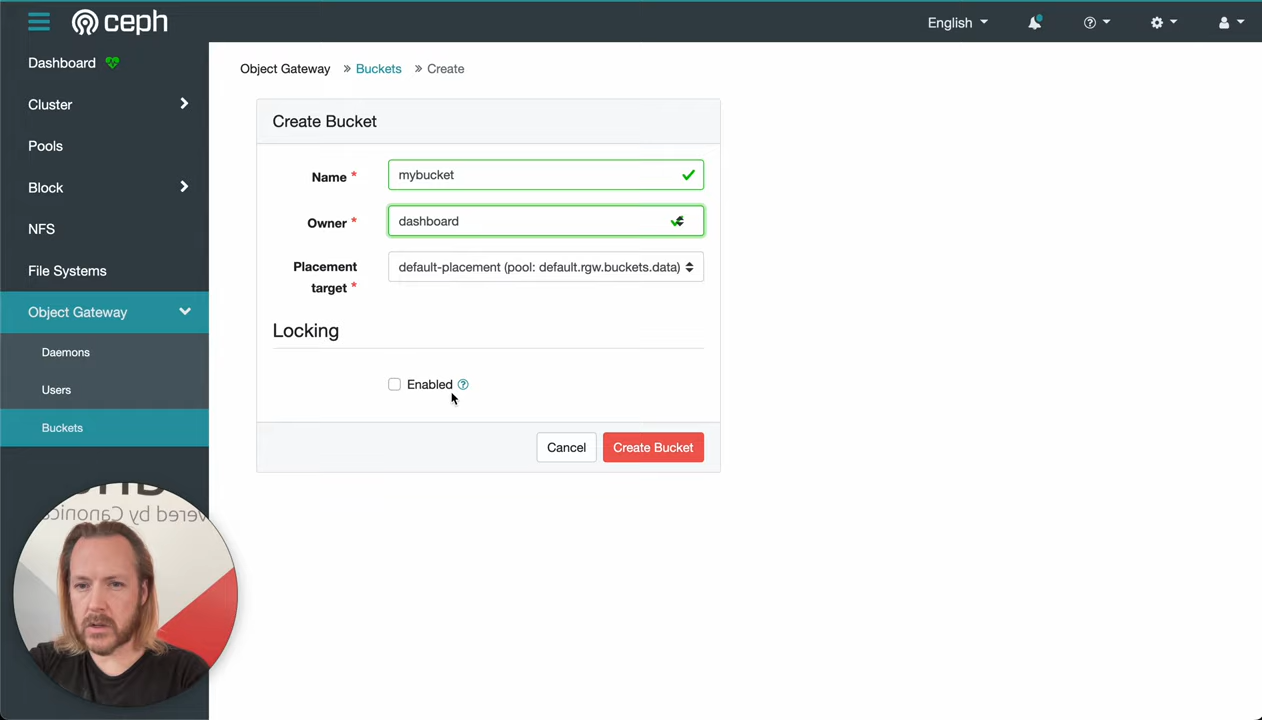 ceph
English
Dashboard
Cluster
Pools
Block
NFS
File Systems
Object Gateway
Daemons
Users
Buckets
Object Gateway » Buckets » Create
Create Bucket
Name *
mybucket
Owner *
dashboard
Placement
target *
default-placement (pool: default.rgw.buckets.data)
Locking
Enabled
Cancel
Create Bucket